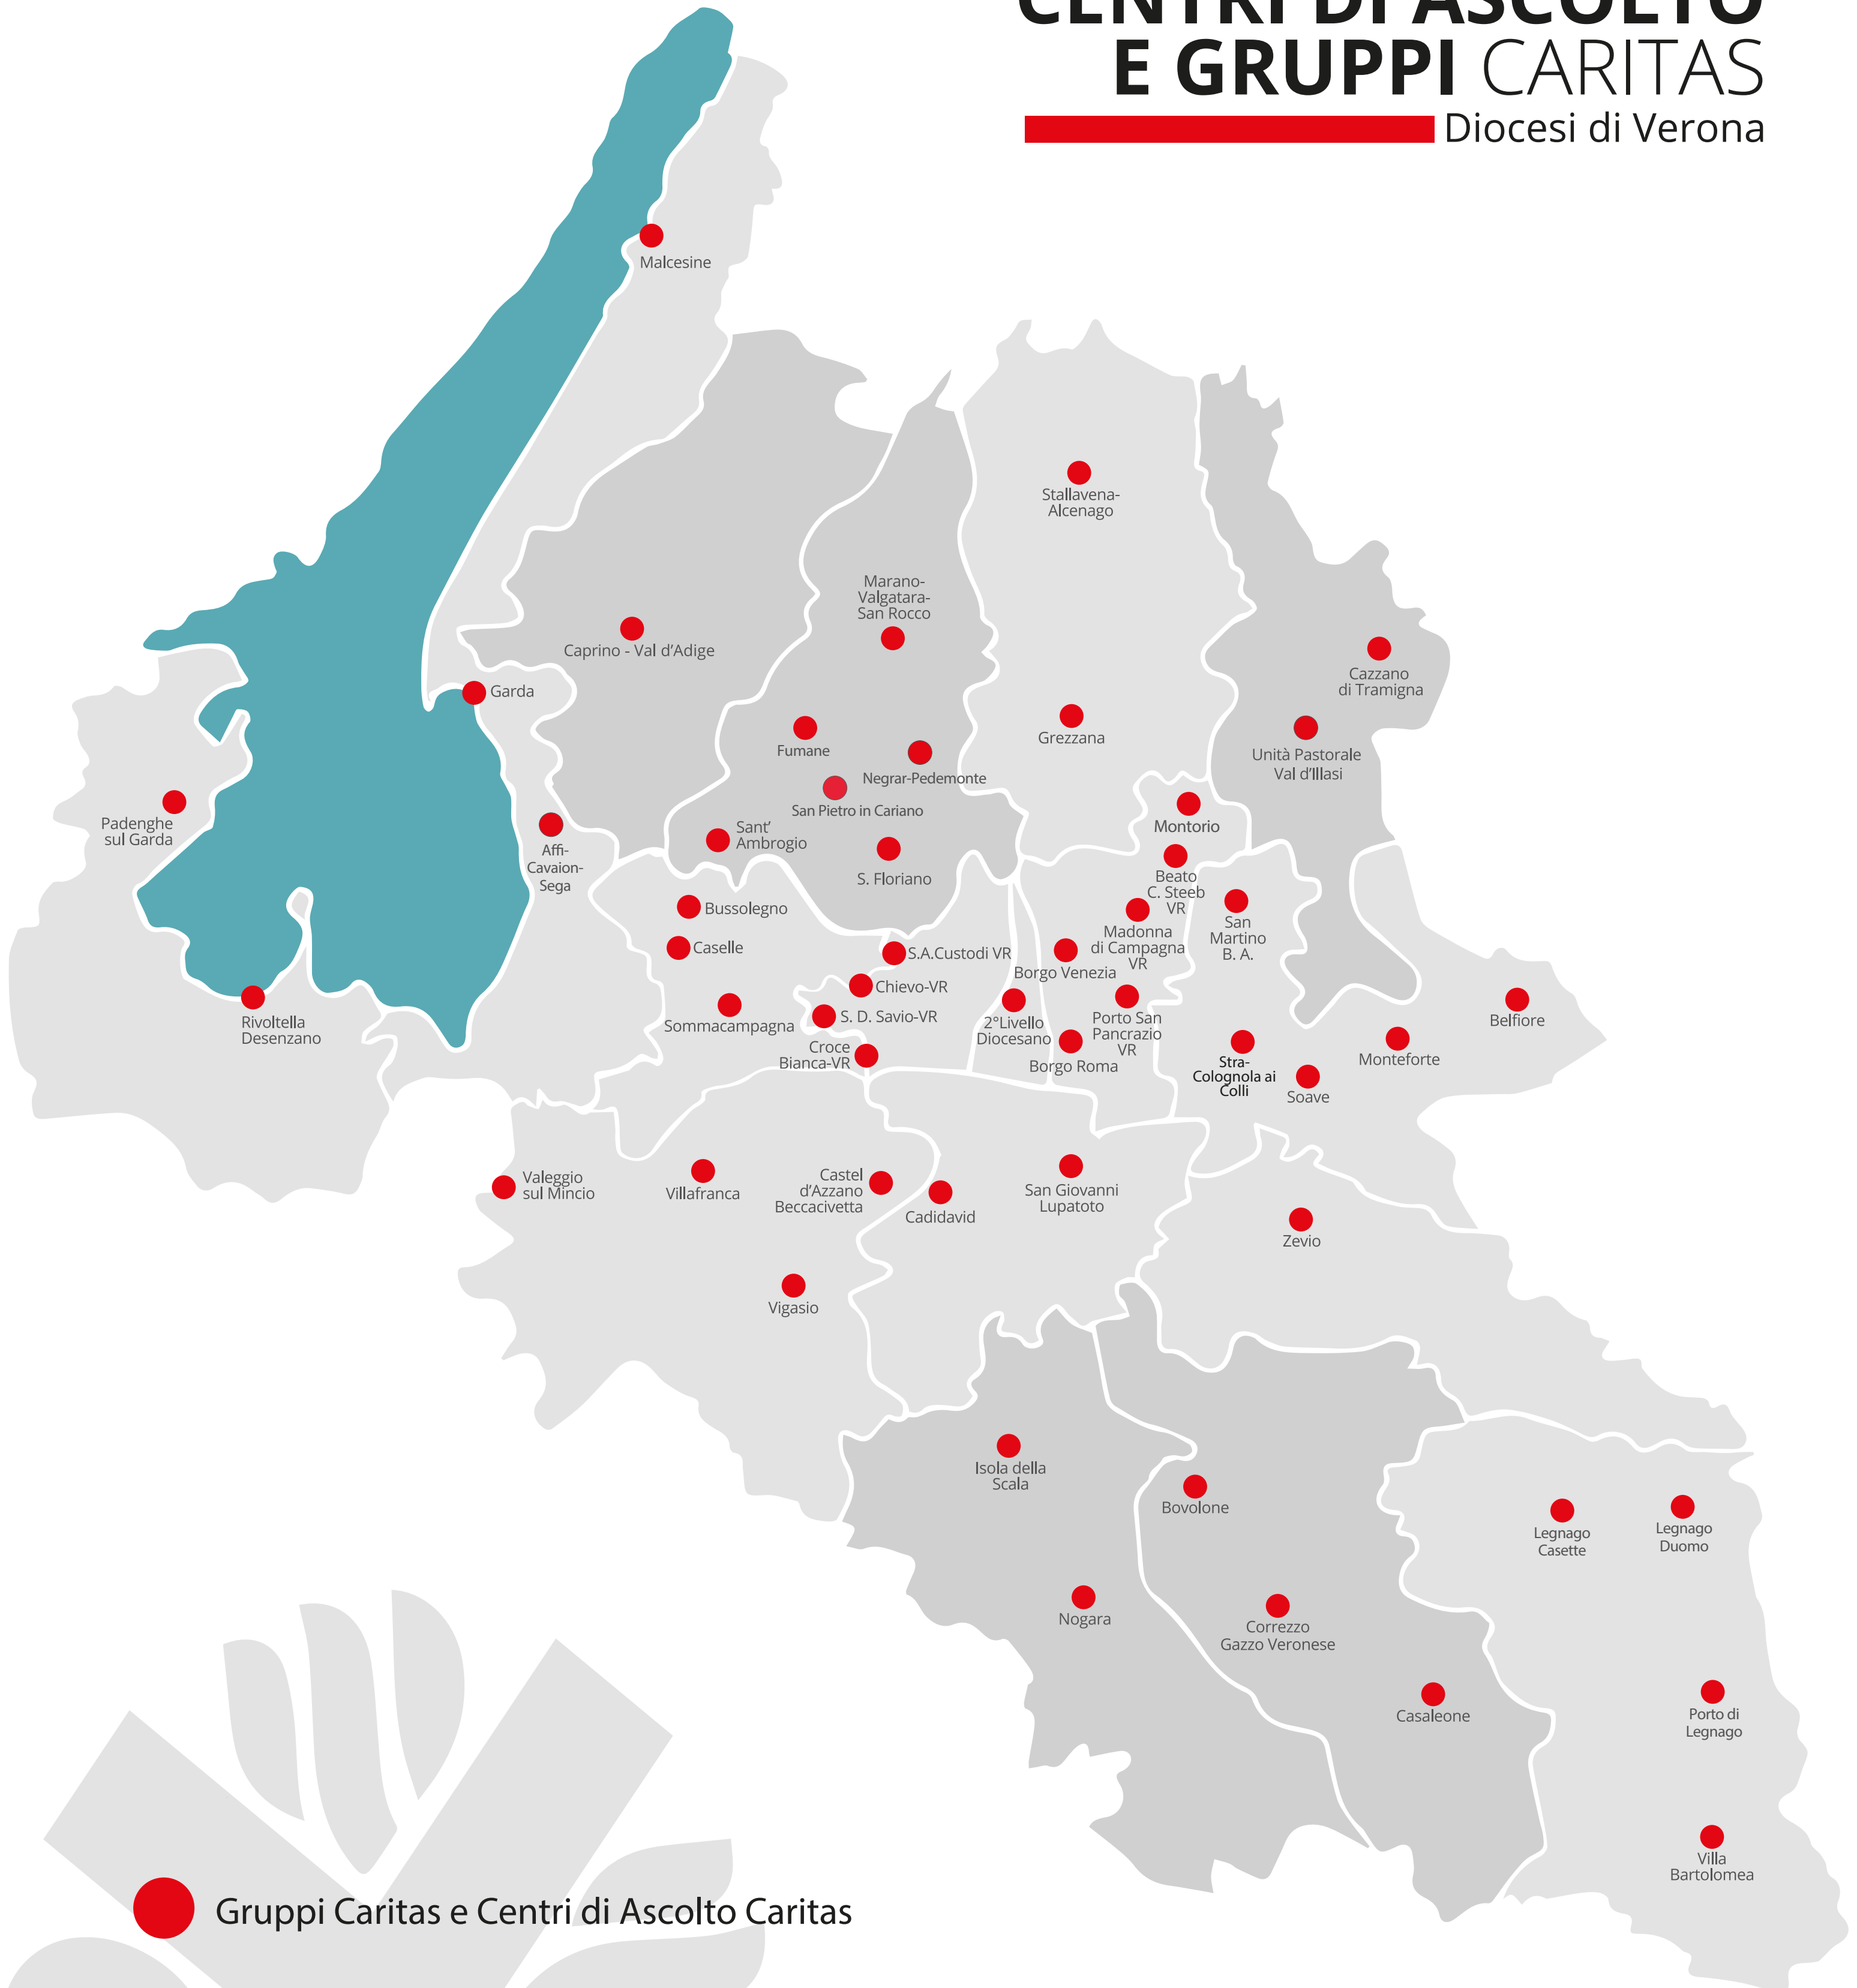 CENTRI DI ASCOLTO
E GRUPPI CARITAS
Diocesi di Verona
Malcesine
Stallavena-
Alcenago
Marano-
Valgatara-
San Rocco
Caprino - Val d’Adige
Cazzano
di Tramigna
Garda
Grezzana
Fumane
Unità Pastorale
Val d’Illasi
Negrar-Pedemonte
San Pietro in Cariano
Padenghe
sul Garda
Montorio
Sant’
Ambrogio
Affi-
Cavaion-
Sega
S. Floriano
Beato
C. Steeb
VR
Bussolegno
San
Martino
B. A.
Madonna
di Campagna
VR
Caselle
S.A.Custodi VR
Borgo Venezia
Chievo-VR
Rivoltella
Desenzano
Sommacampagna
S. D. Savio-VR
2°Livello
Diocesano
Porto San
Pancrazio
VR
Belfiore
Croce
Bianca-VR
Borgo Roma
Stra-
Colognola ai
Colli
Monteforte
Soave
Valeggio
sul Mincio
Villafranca
Castel
d’Azzano
Beccacivetta
Cadidavid
San Giovanni
Lupatoto
Zevio
Vigasio
Isola della
Scala
Bovolone
Legnago
Casette
Legnago
Duomo
Nogara
Correzzo
Gazzo Veronese
Casaleone
Porto di
Legnago
Villa
Bartolomea
Gruppi Caritas e Centri di Ascolto Caritas